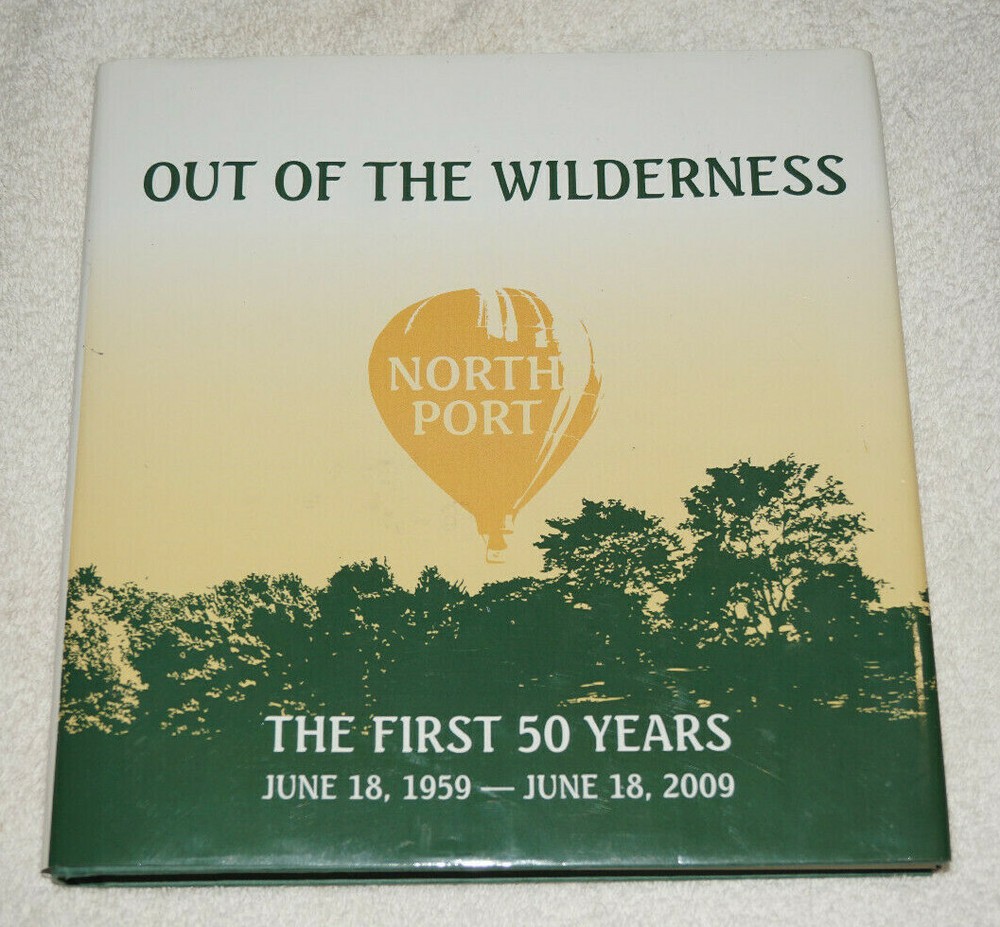 OUT OF THE WILDERNESS
NORTH
PORT
THE FIRST 50 YEARS
JUNE 18, 1959 — JUNE 18, 2009